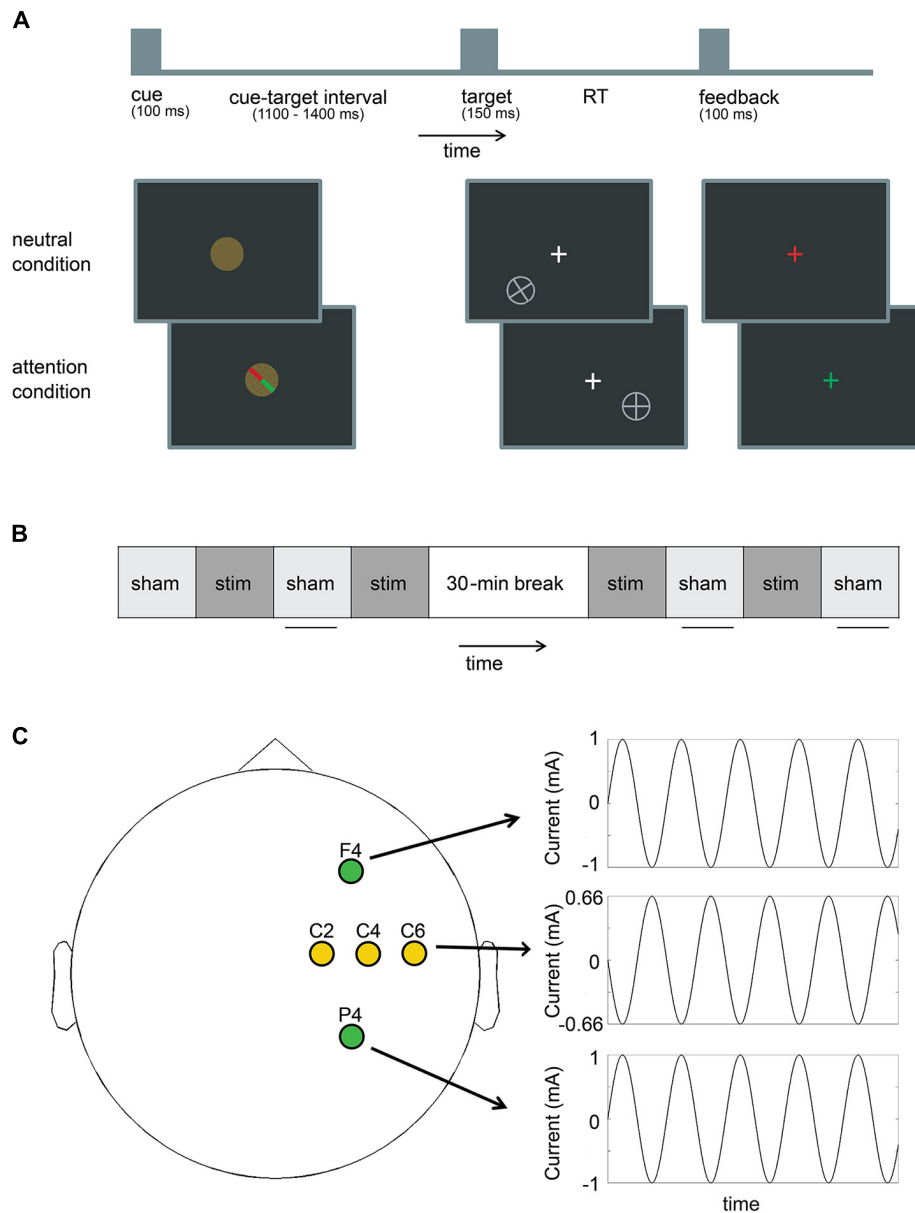 A
cue
(100 ms)
cue-target interval
(1100 - 1400 ms)
target
(150 ms)
RT
feedback
(100 ms)
time
neutral
condition
attention
condition
B
sham
stim
sham
stim
30-min break
stim
sham
stim
sham
time
C
F4
C2
C4
C6
P4
Current (mA)
1
0
-1
Current (mA)
0.66
0
-0.66
Current (mA)
1
0
-1
time